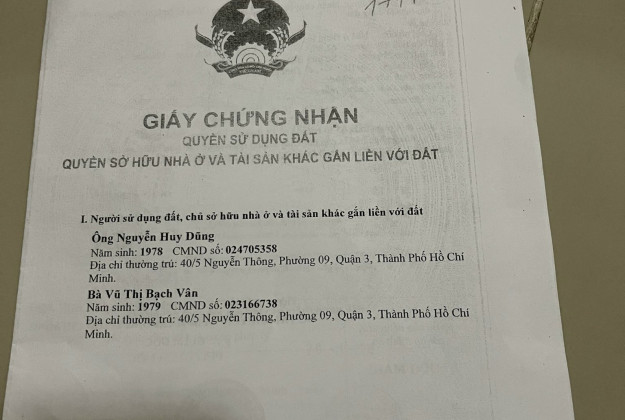 GIẤY CHỨNG NHẬN
QUYỀN SỬ DỤNG ĐẤT
QUYỀN SỞ HỮU NHÀ Ở VÀ TÀI SẢN KHÁC GẮN LIỀN VỚI ĐẤT
I. Người sử dụng đất, chủ sở hữu nhà ở và tài sản khác gắn liền với đất
Ông Nguyễn Huy Dũng
Năm sinh: 1978 CMND số: 024705358
Địa chỉ thường trú: 40/5 Nguyễn Thông, Phường 09, Quận 3, Thành Phố Hồ Chí
Minh.
Bà Vũ Thị Bạch Vân
Năm sinh: 1979 CMND số: 023166738
Địa chỉ thường trú: 40/5 Nguyễn Thông, Phường 09, Quận 3, Thành Phố Hồ Chí
Minh.